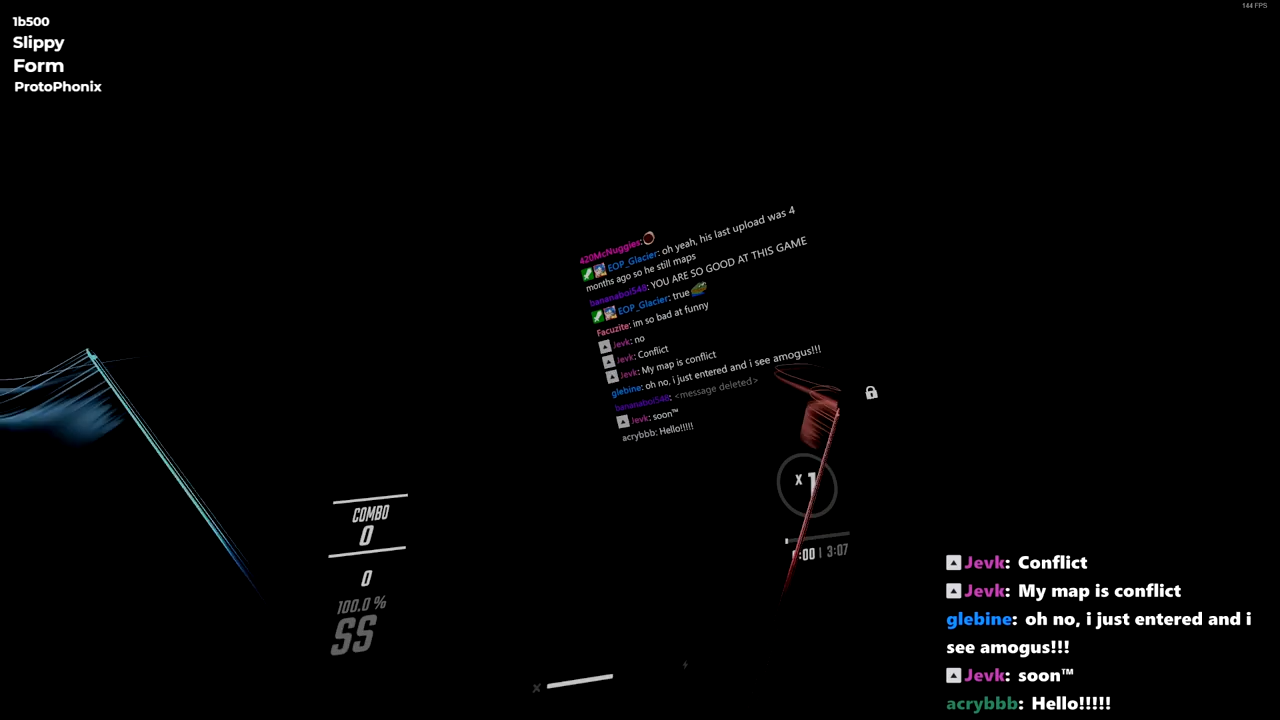 144 FPS
1b500
Slippy
Form
ProtoPhonix
420McNuggies:
EOP_Glacier: oh yeah, his last upload was 4
months ago so he still maps
bananaboi548: YOU ARE SO GOOD AT THIS GAME
EOP_Glacier: true
Facuzite: im so bad at funny
Jevk: no
Jevk: Conflict
Jevk: My map is conflict
glebine: oh no, i just entered and i see amogus!!!
bananaboi548: <message deleted>
Jevk: soon™
acrybbb: Hello!!!!!
x 1
:00 | 3:07
COMBO
0
0
100.0 %
SS
Jevk: Conflict
Jevk: My map is conflict
glebine: oh no, i just entered and i
see amogus!!!
Jevk: soon™
acrybbb: Hello!!!!!